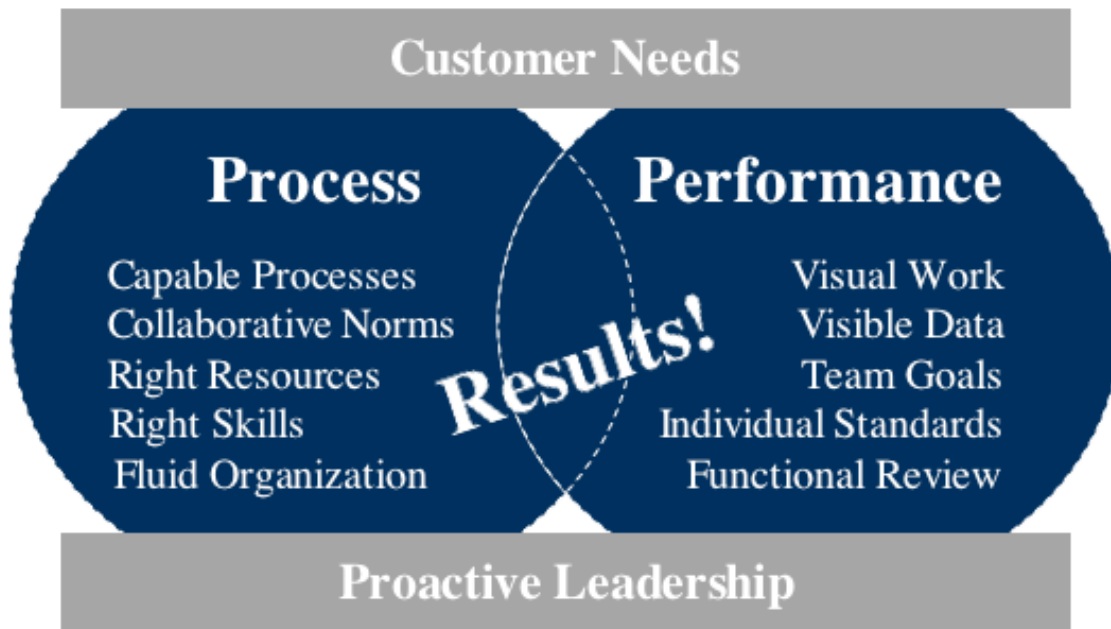 Customer Needs
Process
Capable Processes
Collaborative Norms
Right Resources
Right Skills
Fluid Organization
Results!
Performance
Visual Work
Visible Data
Team Goals
Individual Standards
Functional Review
Proactive Leadership